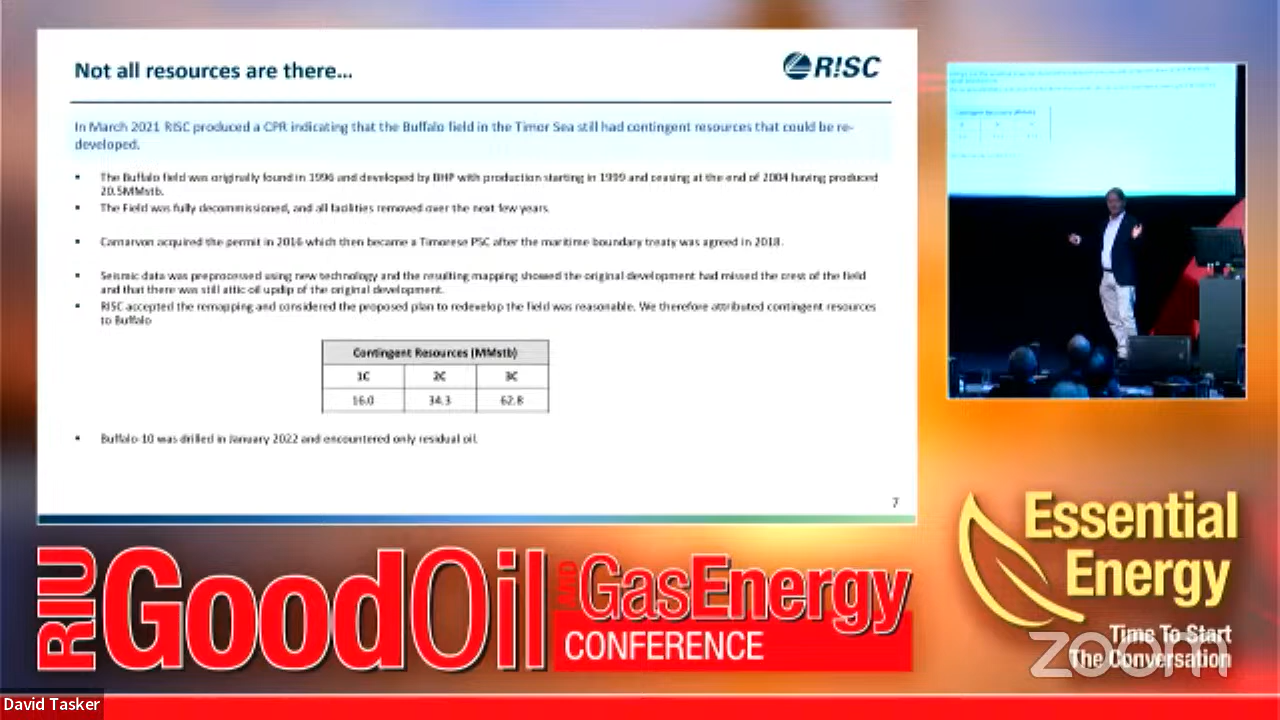 Not all resources are there...
R!SC
In March 2021 RISC produced a CPR indicating that the Buffalo field in the Timor Sea still had contingent resources that could be re-
developed.
▪ The Buffalo field was originally found in 1996 and developed by BHP with production starting in 1999 and ceasing at the end of 2004 having produced
20.5MMstb.
▪ The Field was fully decommissioned, and all facilities removed over the next few years.
▪ Carnarvon acquired the permit in 2016 which then became a Timorese PSC after the maritime boundary treaty was agreed in 2018.
▪ Seismic data was preprocessed using new technology and the resulting mapping showed the original development had missed the crest of the field
and that there was still attic oil updip of the original development.
▪ RISC accepted the remapping and considered the proposed plan to redevelop the field was reasonable. We therefore attributed contingent resources
to Buffalo
Contingent Resources (MMstb)
1C 2C 3C
16.0 34.3 62.8
▪ Buffalo-10 was drilled in January 2022 and encountered only residual oil.
7
RIU
GoodOil
AND
GasEnergy
CONFERENCE
Essential
Energy
Time To Start
The Conversation
zoom
David Tasker